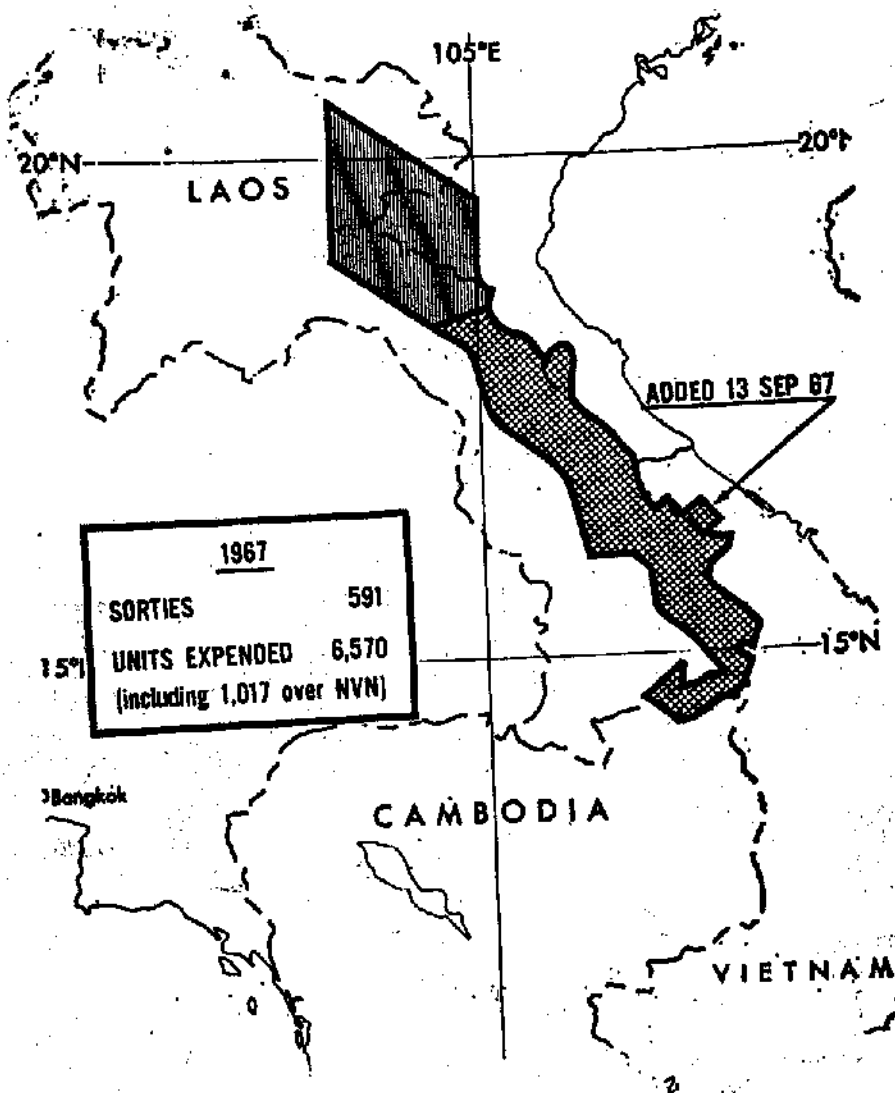 105°E
20°N
20°
LAOS
ADDED 13 SEP 67
1967
SORTIES 591
UNITS EXPENDED 6,570
(including 1,017 over NVN)
15°
15°N
Bangkok
CAMBODIA
VIETNAM